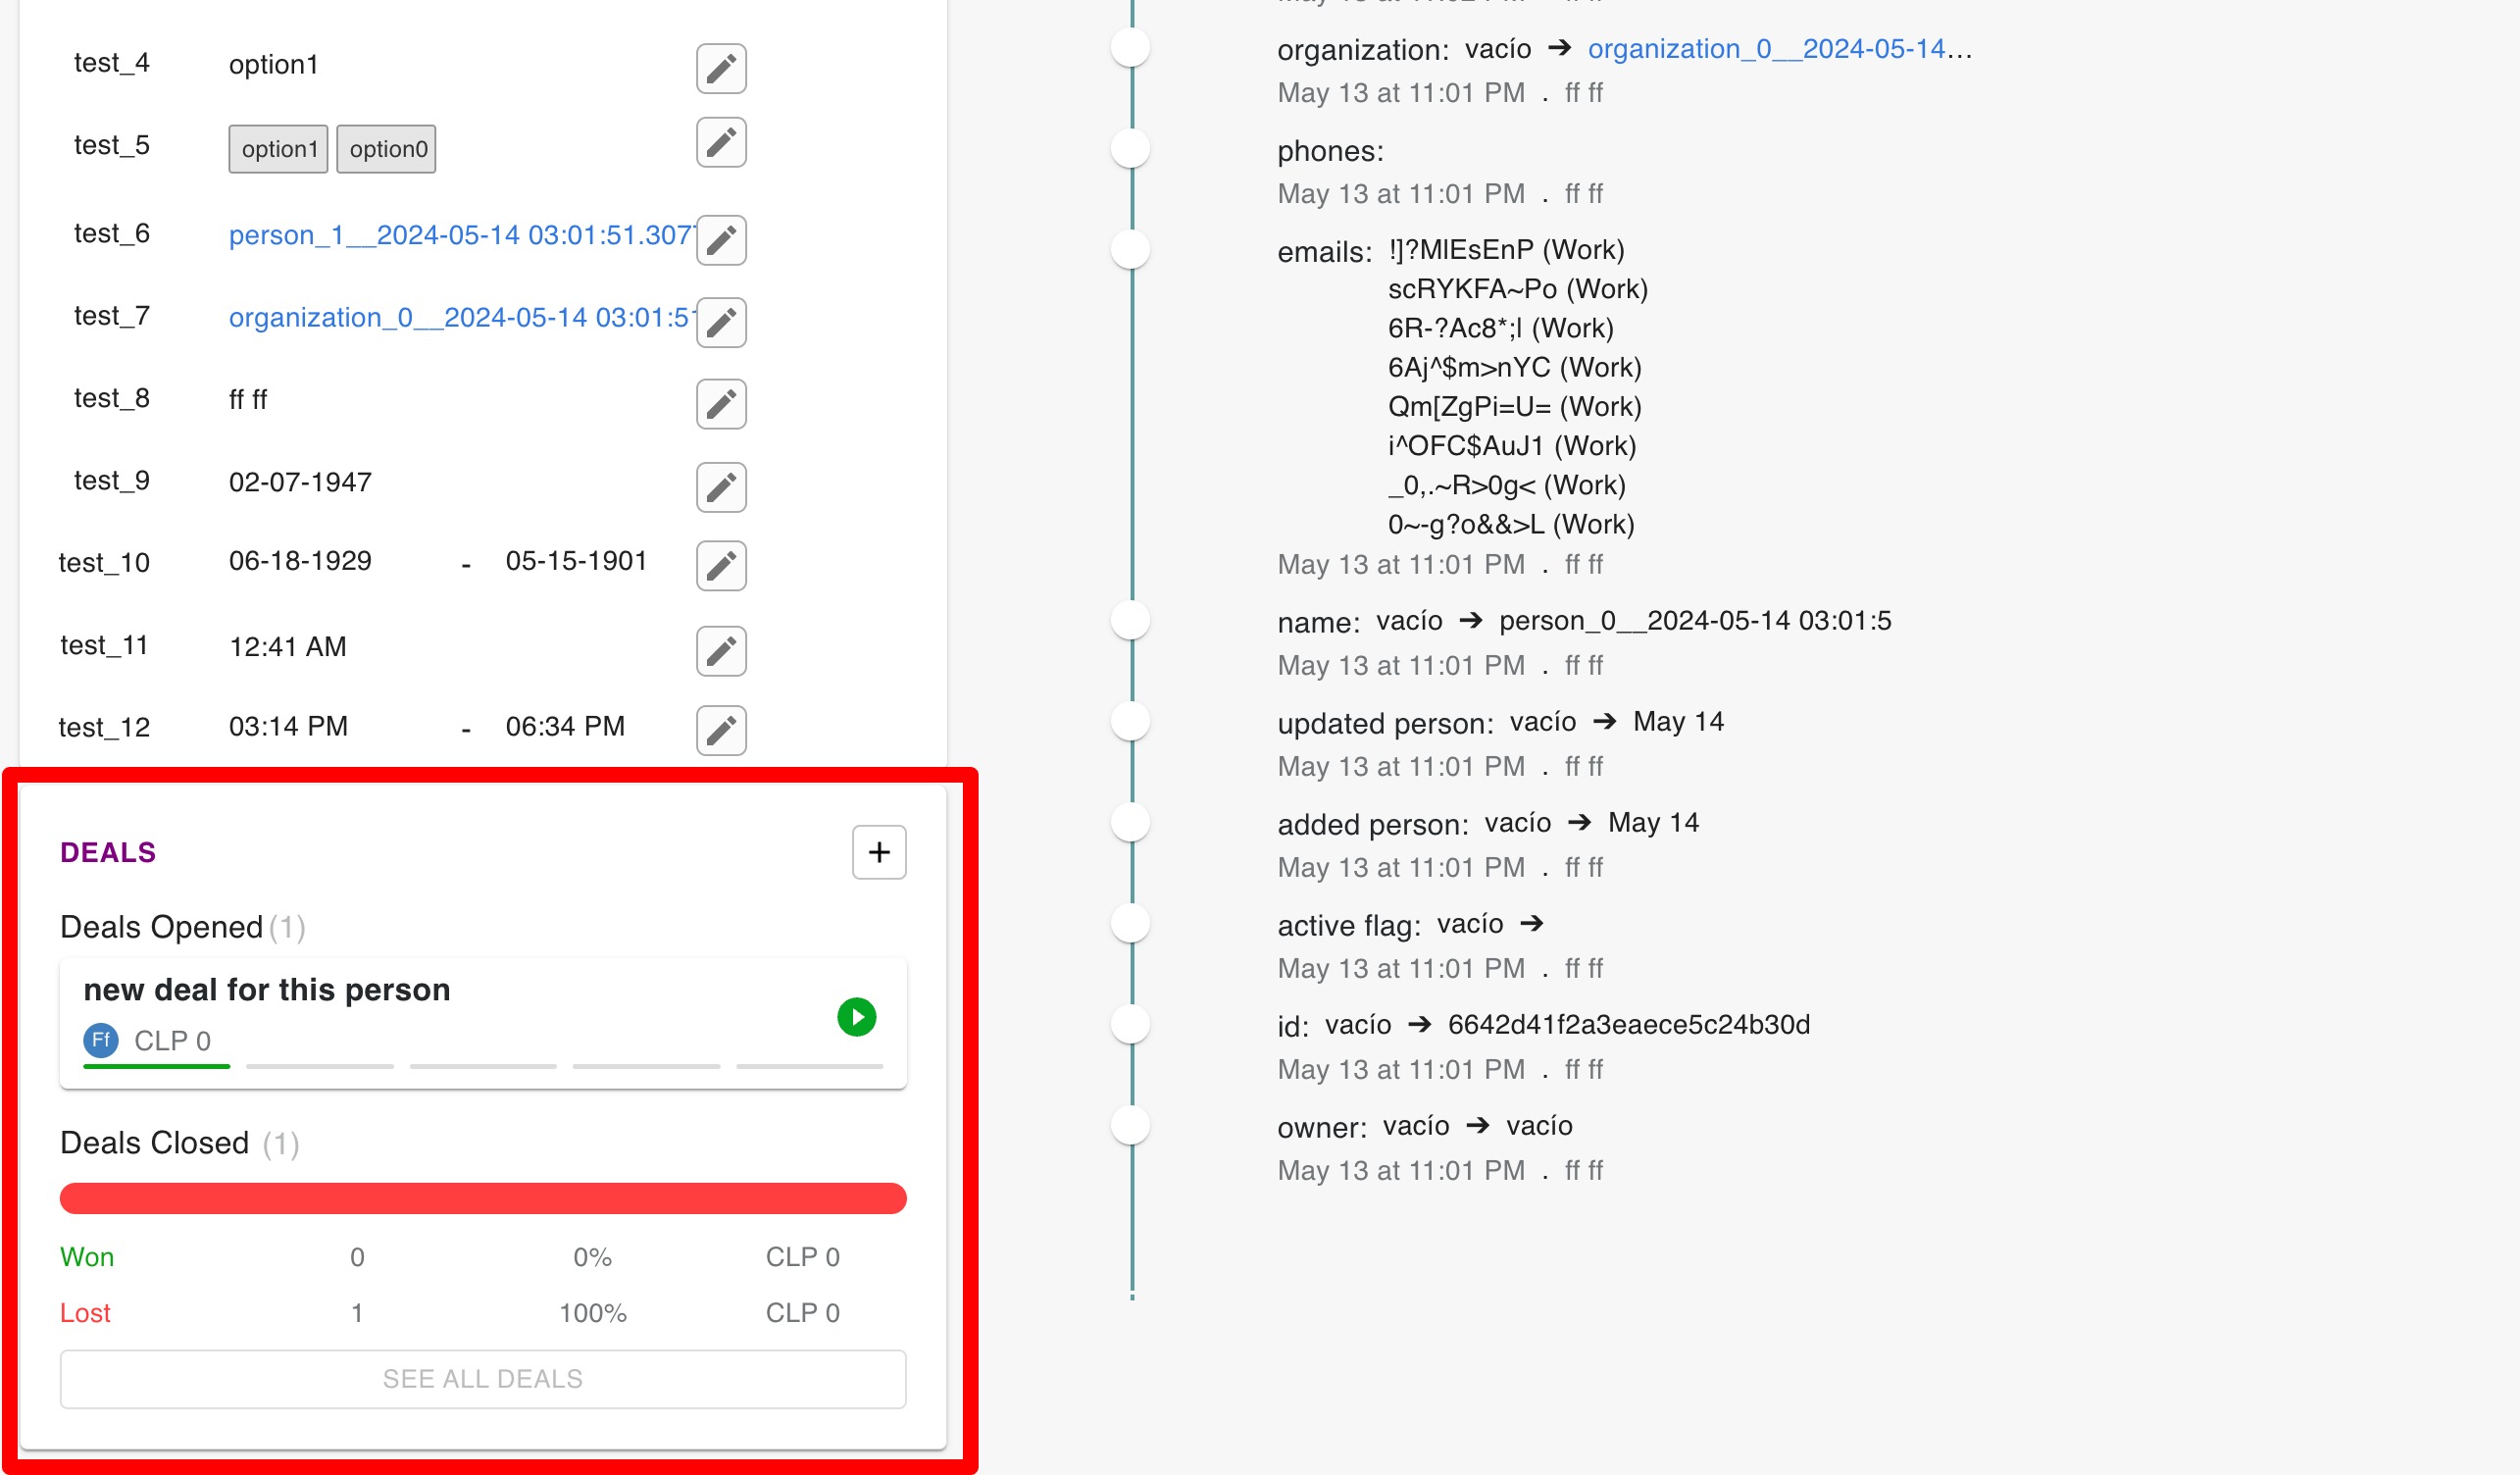 test_4 option1
test_5 option1 option0
test_6 person_1__2024-05-14 03:01:51.307
test_7 organization_0__2024-05-14 03:01:5
test_8 ff ff
test_9 02-07-1947
test_10 06-18-1929 - 05-15-1901
test_11 12:41 AM
test_12 03:14 PM - 06:34 PM
DEALS +
Deals Opened (1)
new deal for this person
Ff CLP 0
Deals Closed (1)
Won 0 0% CLP 0
Lost 1 100% CLP 0
SEE ALL DEALS
organization: vacío ➔ organization_0__2024-05-14...
May 13 at 11:01 PM . ff ff
phones:
May 13 at 11:01 PM . ff ff
emails: !]?MIEsEnP (Work)
scRYKFA~Po (Work)
6R-?Ac8*;l (Work)
6Aj^$m>nYC (Work)
Qm[ZgPi=U= (Work)
i^OFC$AuJ1 (Work)
_0,.~R>0g< (Work)
0~-g?o&&>L (Work)
May 13 at 11:01 PM . ff ff
name: vacío ➔ person_0__2024-05-14 03:01:5
May 13 at 11:01 PM . ff ff
updated person: vacío ➔ May 14
May 13 at 11:01 PM . ff ff
added person: vacío ➔ May 14
May 13 at 11:01 PM . ff ff
active flag: vacío ➔
May 13 at 11:01 PM . ff ff
id: vacío ➔ 6642d41f2a3eaece5c24b30d
May 13 at 11:01 PM . ff ff
owner: vacío ➔ vacío
May 13 at 11:01 PM . ff ff